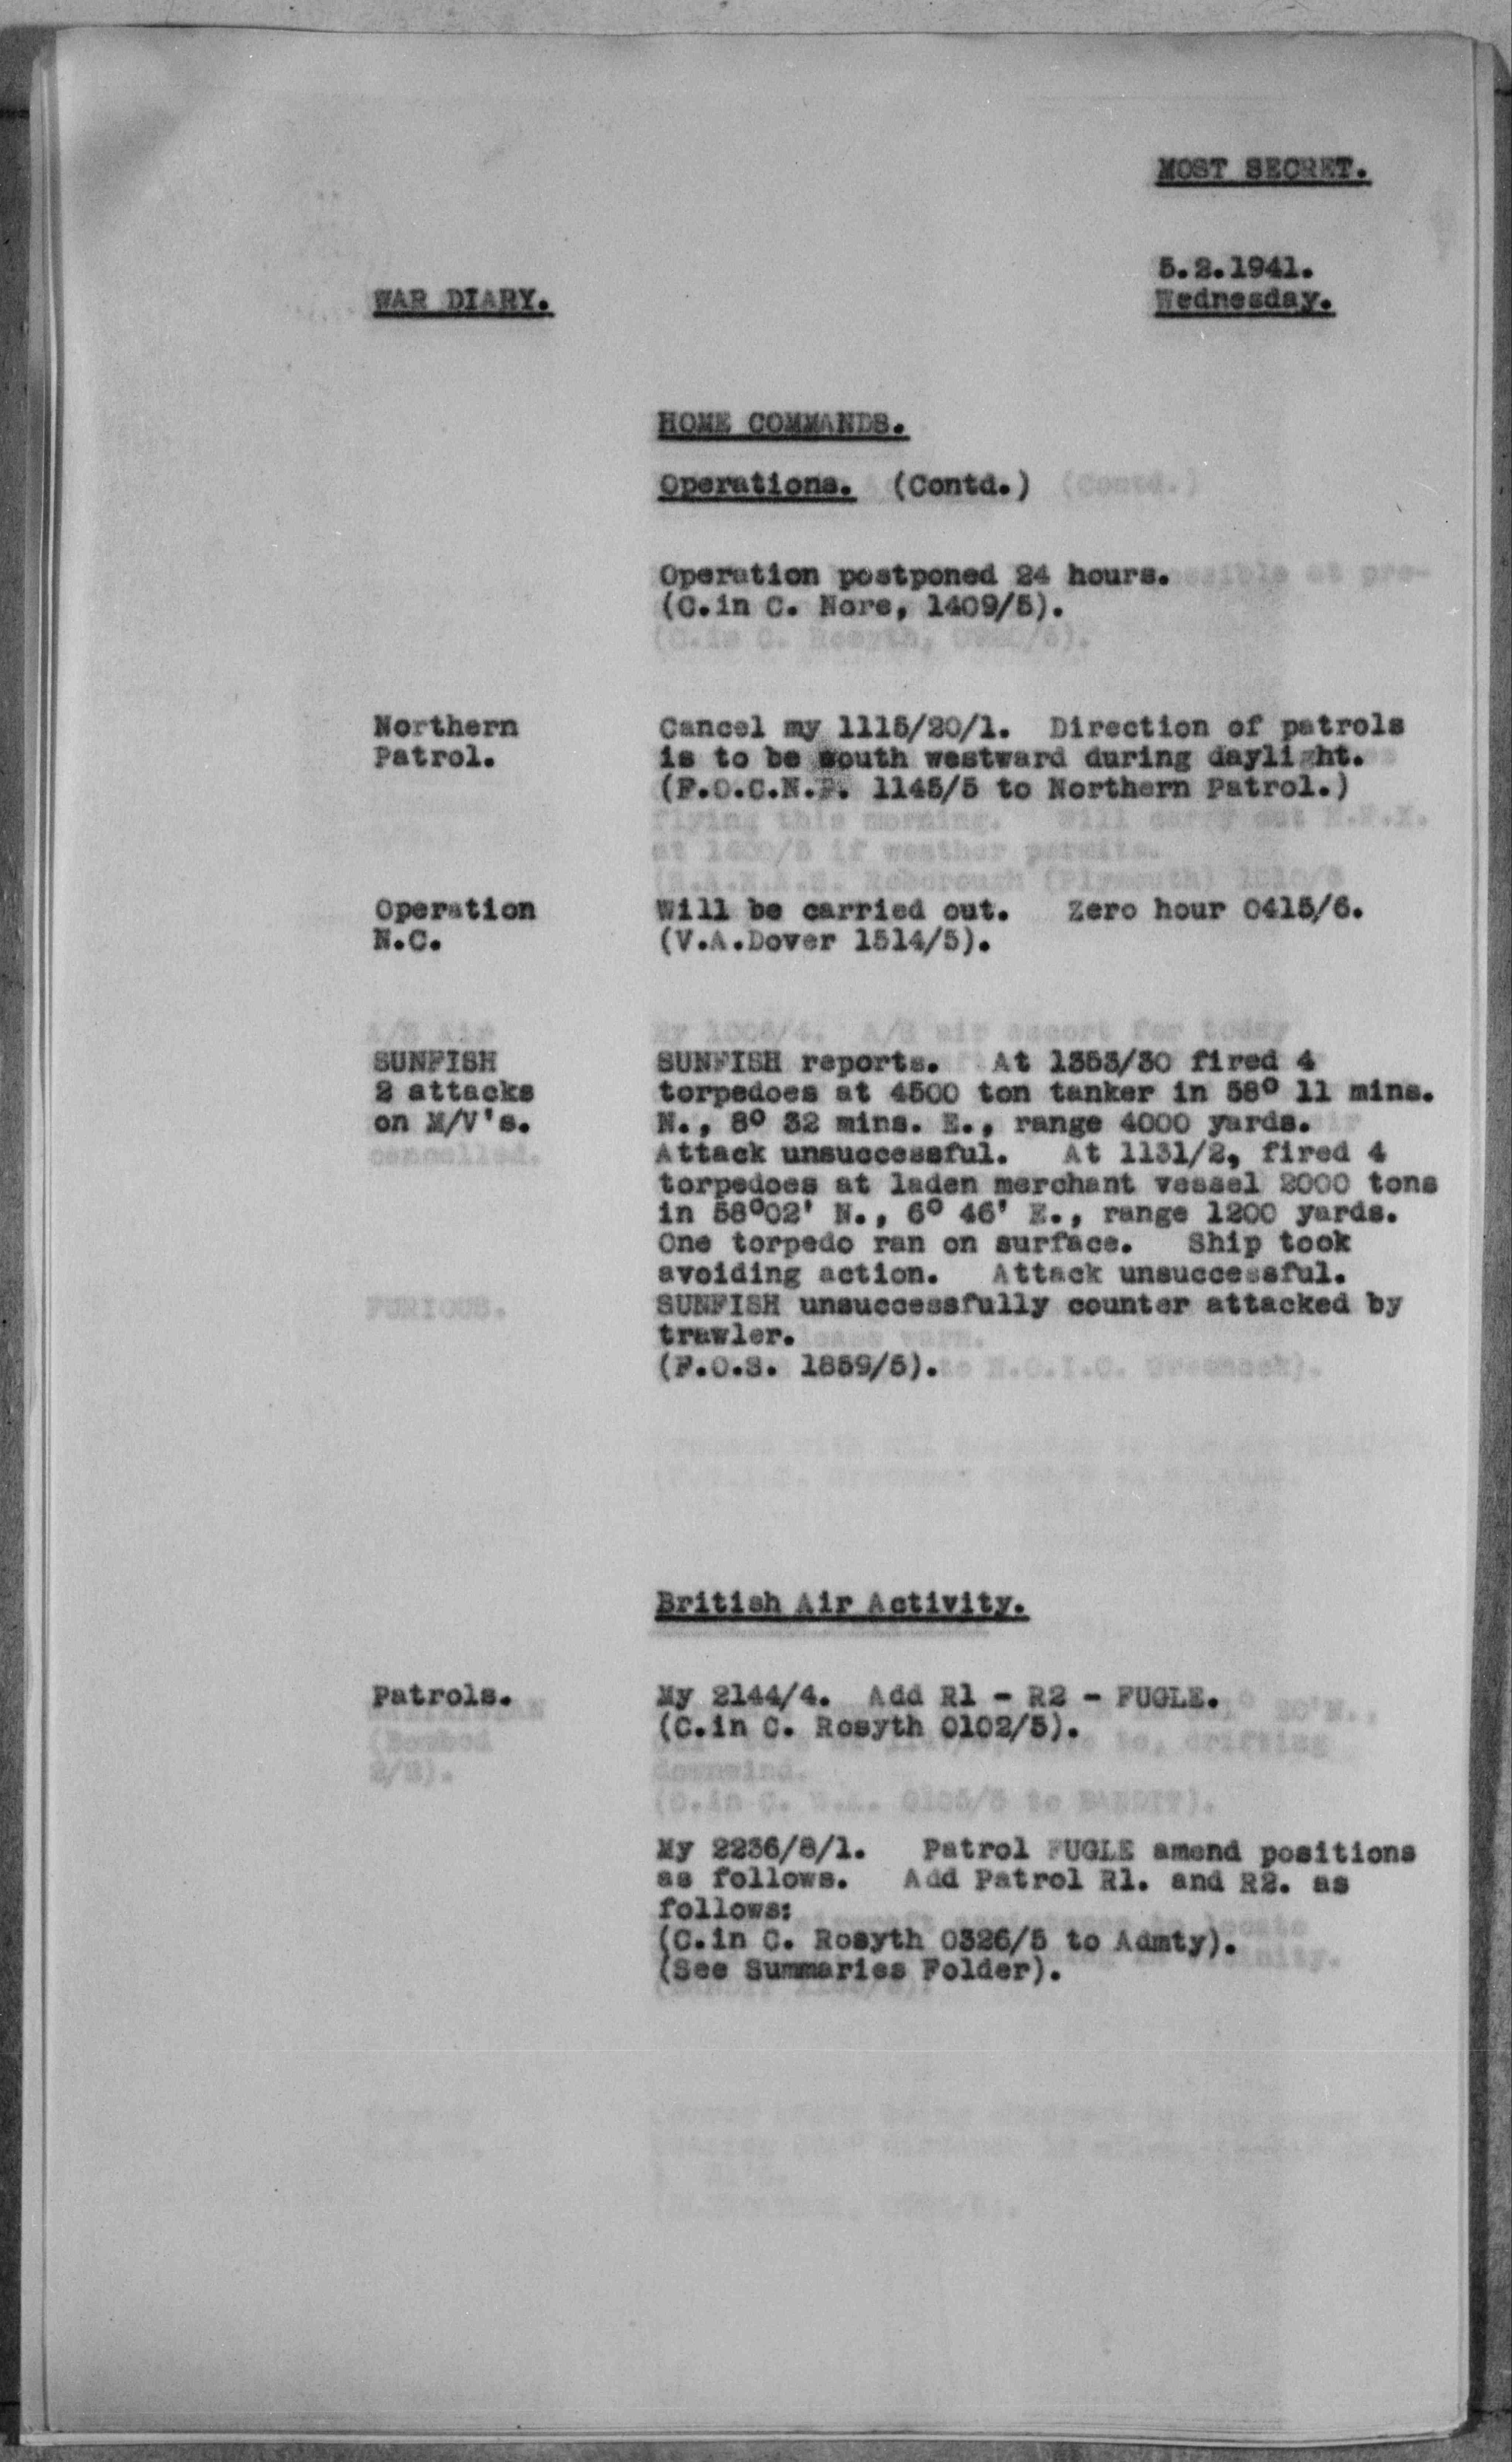 MOST SECRET.
5.2.1941.
WAR DIARY.
Wednesday.
HOME COMMANDS.
Operations. (Contd.)
Operation postponed 24 hours.
(C.in C. Nore, 1409/5).
Northern
Patrol.
Cancel my 1115/20/1. Direction of patrols
is to be south westward during daylight.
(F.O.C.N.P. 1145/5 to Northern Patrol.)
Operation
N.C.
Will be carried out. Zero hour 0415/6.
(V.A.Dover 1514/5).
SUNFISH
2 attacks
on M/V's.
SUNFISH reports. At 1353/30 fired 4
torpedoes at 4500 ton tanker in 58º 11 mins.
N., 8º 32 mins. E., range 4000 yards.
Attack unsuccessful. At 1131/2, fired 4
torpedoes at laden merchant vessel 2000 tons
in 58º02' N., 6º 46' E., range 1200 yards.
One torpedo ran on surface. Ship took
avoiding action. Attack unsuccessful.
SUNFISH unsuccessfully counter attacked by
trawler.
(F.O.S. 1859/5).
British Air Activity.
Patrols.
My 2144/4. Add R1 - R2 - FUGLE.
(C.in C. Rosyth 0102/5).
My 2236/8/1. Patrol FUGLE amend positions
as follows. Add Patrol R1. and R2. as
follows:
(C.in C. Rosyth 0326/5 to Admty).
(See Summaries Folder).